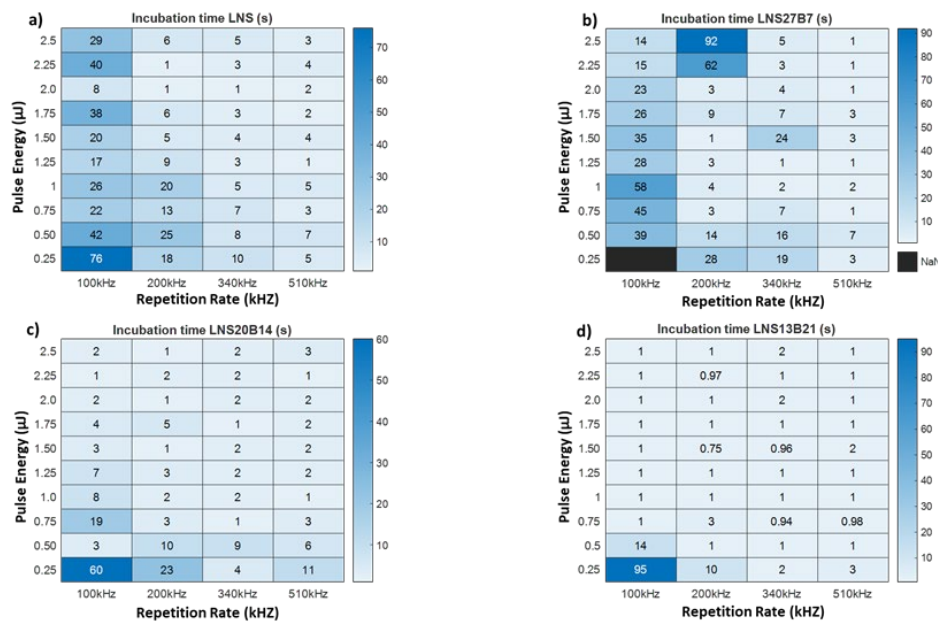 a) Incubation time LNS (s)
Pulse Energy (µJ)
2.5 29 6 5 3
2.25 40 1 3 4
2.0 8 1 1 2
1.75 38 6 3 2
1.50 20 5 4 4
1.25 17 9 3 1
1 26 20 5 5
0.75 22 13 7 3
0.50 42 25 8 7
0.25 76 18 10 5
100kHz 200kHz 340kHz 510kHz
Repetition Rate (kHZ)
70
60
50
40
30
20
10
b) Incubation time LNS27B7 (s)
Pulse Energy (µJ)
2.5 14 92 5 1
2.25 15 62 3 1
2.0 23 3 4 1
1.75 26 9 7 3
1.50 35 1 24 3
1.25 28 3 1 1
1 58 4 2 2
0.75 45 3 7 1
0.50 39 14 16 7
0.25 28 19 3
100kHz 200kHz 340kHz 510kHz
Repetition Rate (kHZ)
90
80
70
60
50
40
30
20
10
NaN
c) Incubation time LNS20B14 (s)
Pulse Energy (µJ)
2.5 2 1 2 3
2.25 1 2 2 1
2.0 2 1 2 2
1.75 4 5 1 2
1.50 3 1 2 2
1.25 7 3 2 2
1.0 8 2 2 1
0.75 19 3 1 3
0.50 3 10 9 6
0.25 60 23 4 11
100kHz 200kHz 340kHz 510kHz
Repetition Rate (kHZ)
60
50
40
30
20
10
d) Incubation time LNS13B21 (s)
Pulse Energy (µJ)
2.5 1 1 2 1
2.25 1 0.97 1 1
2.0 1 1 2 1
1.75 1 1 1 1
1.50 1 0.75 0.96 2
1.25 1 1 1 1
1 1 1 1 1
0.75 1 3 0.94 0.98
0.5 14 1 1 1
0.25 95 10 2 3
100kHz 200kHz 340kHz 510kHz
Repetition Rate (kHZ)
90
80
70
60
50
40
30
20
10